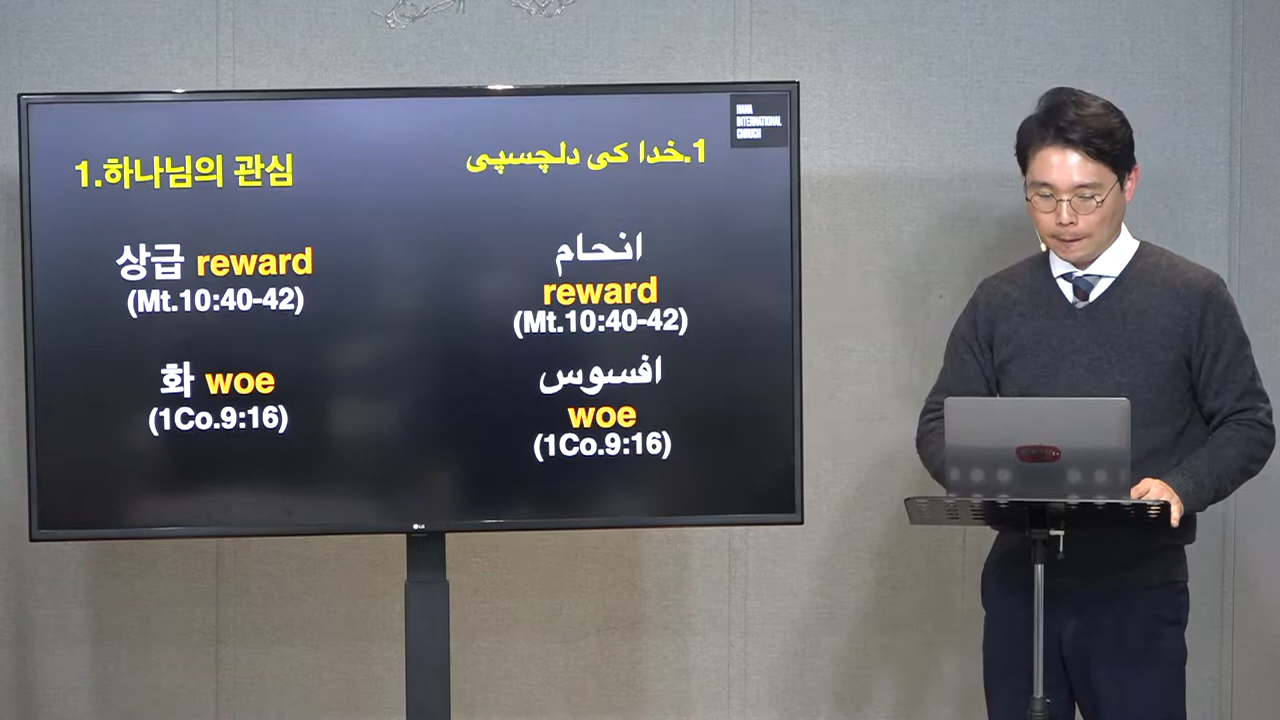 HANA
INTERNATIONAL
CHURCH
1.하나님의 관심
상급 reward
(Mt.10:40-42)
화 woe
(1Co.9:16)
1.خدا کی دلچسپی
انحام
reward
(Mt.10:40-42)
افسوس
woe
(1Co.9:16)
LG